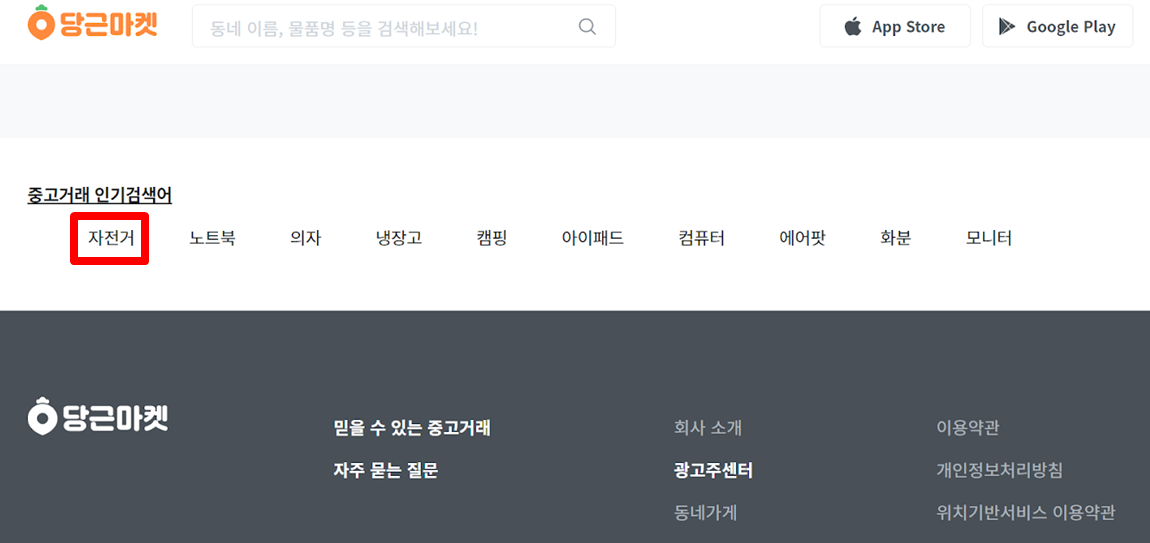 당근마켓 동네 이름, 물품명 등을 검색해보세요! App Store Google Play
중고거래 인기검색어
자전거 노트북 의자 냉장고 캠핑 아이패드 컴퓨터 에어팟 화분 모니터
당근마켓
믿을 수 있는 중고거래 회사 소개 이용약관
자주 묻는 질문 광고주센터 개인정보처리방침
동네가게 위치기반서비스 이용약관